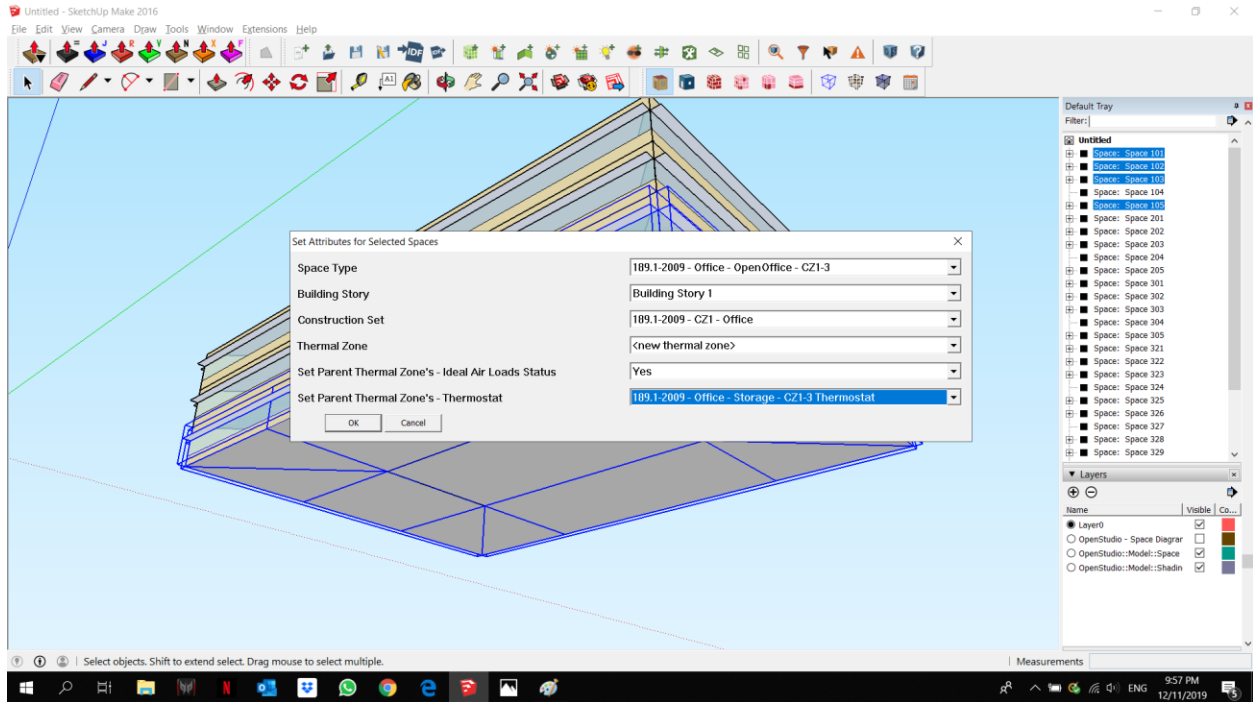 Untitled - SketchUp Make 2016
File Edit View Camera Draw Tools Window Extensions Help
Default Tray
Filter:
Untitled
Space: Space 101
Space: Space 102
Space: Space 103
Space: Space 104
Space: Space 105
Space: Space 201
Space: Space 202
Space: Space 203
Space: Space 204
Space: Space 205
Space: Space 301
Space: Space 302
Space: Space 303
Space: Space 304
Space: Space 305
Space: Space 321
Space: Space 322
Space: Space 323
Space: Space 324
Space: Space 325
Space: Space 326
Space: Space 327
Space: Space 328
Space: Space 329
Set Attributes for Selected Spaces
Space Type 189.1-2009 - Office - OpenOffice - CZ1-3
Building Story Building Story 1
Construction Set 189.1-2009 - CZ1 - Office
Thermal Zone <new thermal zone>
Set Parent Thermal Zone's - Ideal Air Loads Status Yes
Set Parent Thermal Zone's - Thermostat 189.1-2009 - Office - Storage - CZ1-3 Thermostat
OK Cancel
Layers
Name Visible Co...
Layer0
OpenStudio - Space Diagrar
OpenStudio::Model::Space
OpenStudio::Model::Shadin
Select objects. Shift to extend select. Drag mouse to select multiple.
Measurements
ENG
9:57 PM
12/11/2019